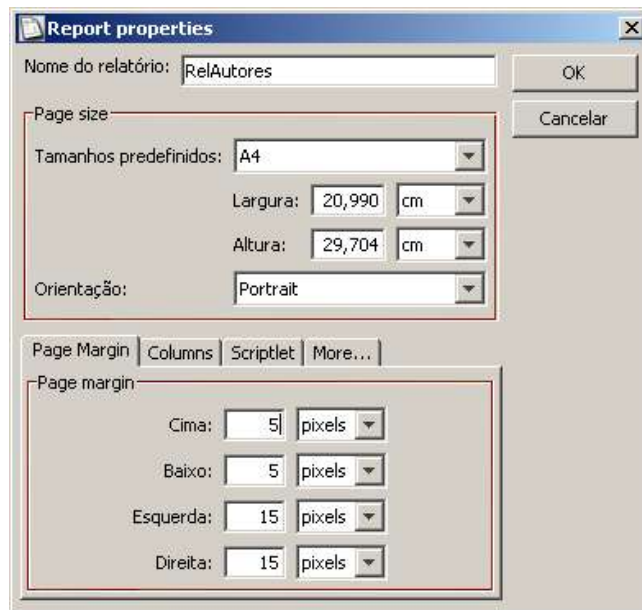 Report properties
Nome do relatório: RelAutores
OK
Cancelar
Page size
Tamanhos predefinidos: A4
Largura: 20,990 cm
Altura: 29,704 cm
Orientação: Portrait
Page Margin Columns Scriptlet More...
Page margin
Cima: 5 pixels
Baixo: 5 pixels
Esquerda: 15 pixels
Direita: 15 pixels